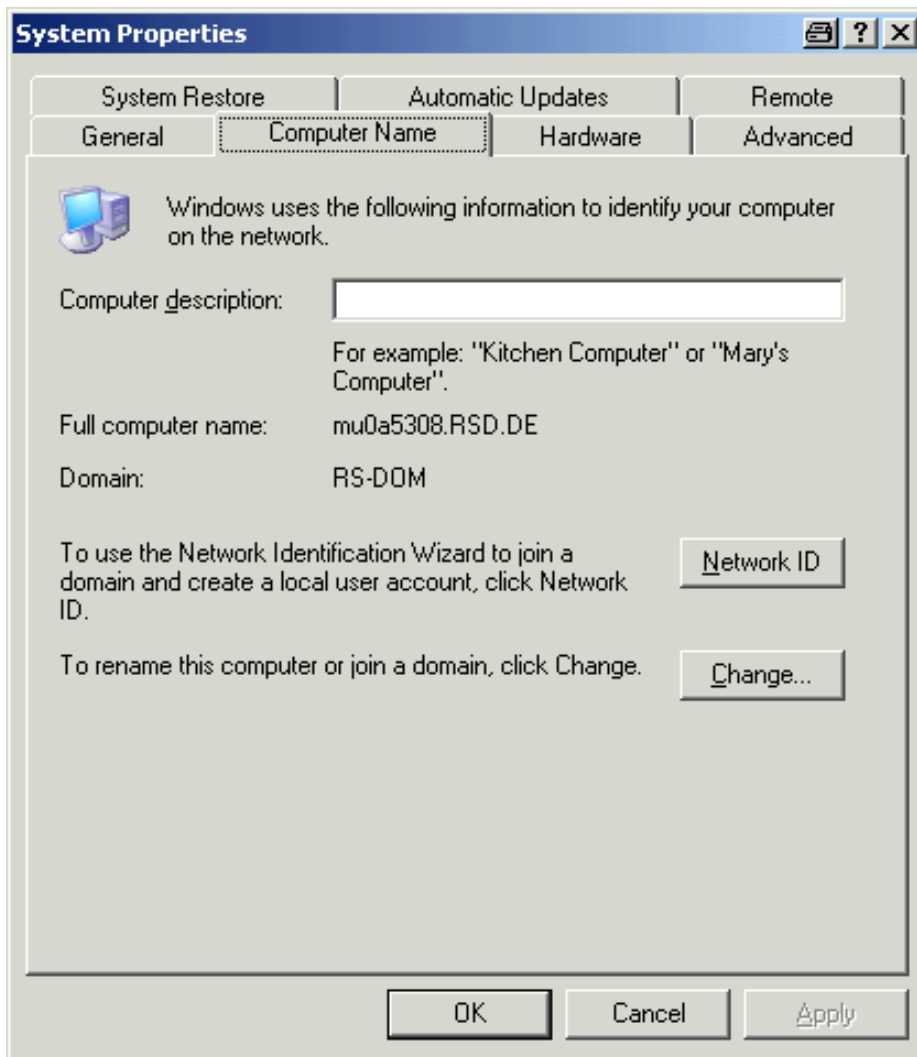 System Properties
System Restore
Automatic Updates
Remote
General
Computer Name
Hardware
Advanced
Windows uses the following information to identify your computer
on the network.
Computer description:
For example: "Kitchen Computer" or "Mary's
Computer".
Full computer name:
mu0a5308.RSD.DE
Domain:
RS-DOM
To use the Network Identification Wizard to join a
domain and create a local user account, click Network
ID.
Network ID
To rename this computer or join a domain, click Change.
Change...
OK
Cancel
Apply